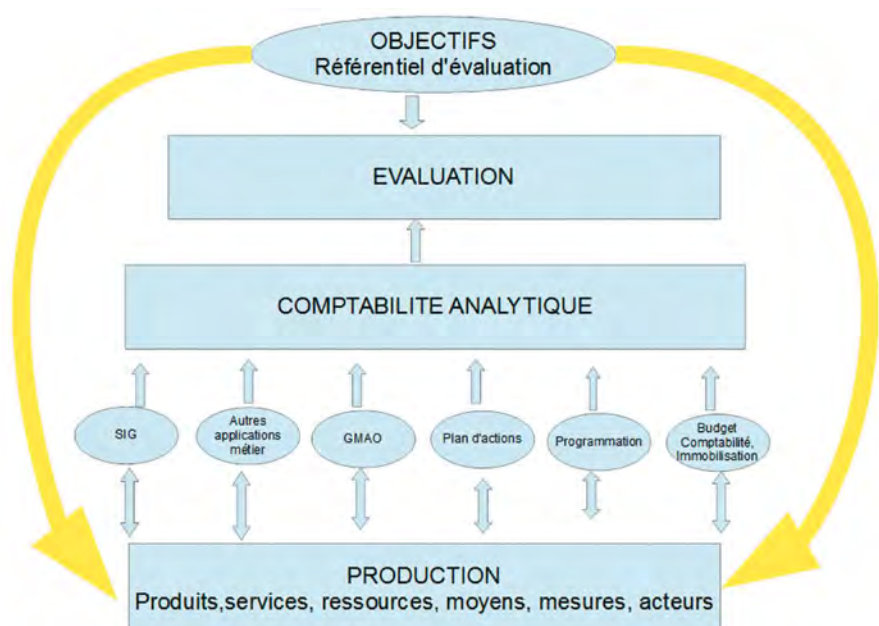 OBJECTIFS
Référentiel d'évaluation
EVALUATION
COMPTABILITE ANALYTIQUE
SIG
Autres
applications
métier
GMAO
Plan d'actions
Programmation
Budget
Comptabilité,
Immobilisation
PRODUCTION
Produits,services, ressources, moyens, mesures, acteurs